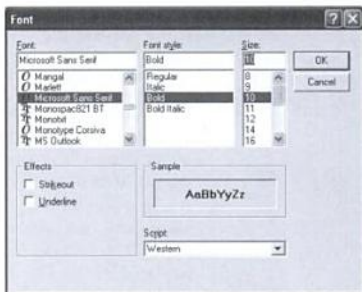 Font
Font:
Microsoft Sans Serif
Mangal
Marlett
Microsoft Sans Serif
Monospac821 BT
Monotxt
Monotype Corsiva
MS Outlook
Font style:
Bold
Regular
Italic
Bold
Bold Italic
Size:
10
8
9
10
11
12
14
16
OK
Cancel
Effects
Strikeout
Underline
Sample
AaBbYyZz
Script
Western